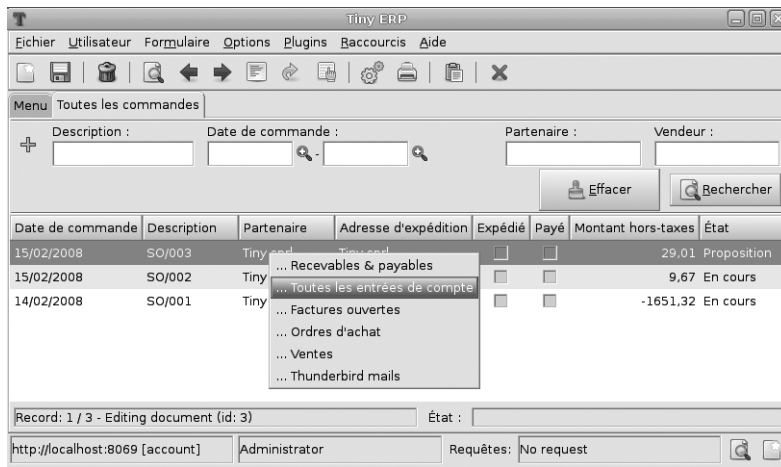 Tiny ERP
Fichier Utilisateur Formulaire Options Plugins Raccourcis Aide
Menu Toutes les commandes
Description : Date de commande : Partenaire : Vendeur :
-
Effacer Rechercher
Date de commande Description Partenaire Adresse d'expédition Expédié Payé Montant hors-taxes État
15/02/2008 SO/003 Tiny sprl Tiny sprl 29,01 Proposition
15/02/2008 SO/002 Tiny 9,67 En cours
14/02/2008 SO/001 Tiny -1651,32 En cours
... Recevables & payables
... Toutes les entrées de compte
... Factures ouvertes
... Ordres d'achat
... Ventes
... Thunderbird mails
Record: 1 / 3 - Editing document (id: 3) État :
http://localhost:8069 [account] Administrator Requêtes: No request